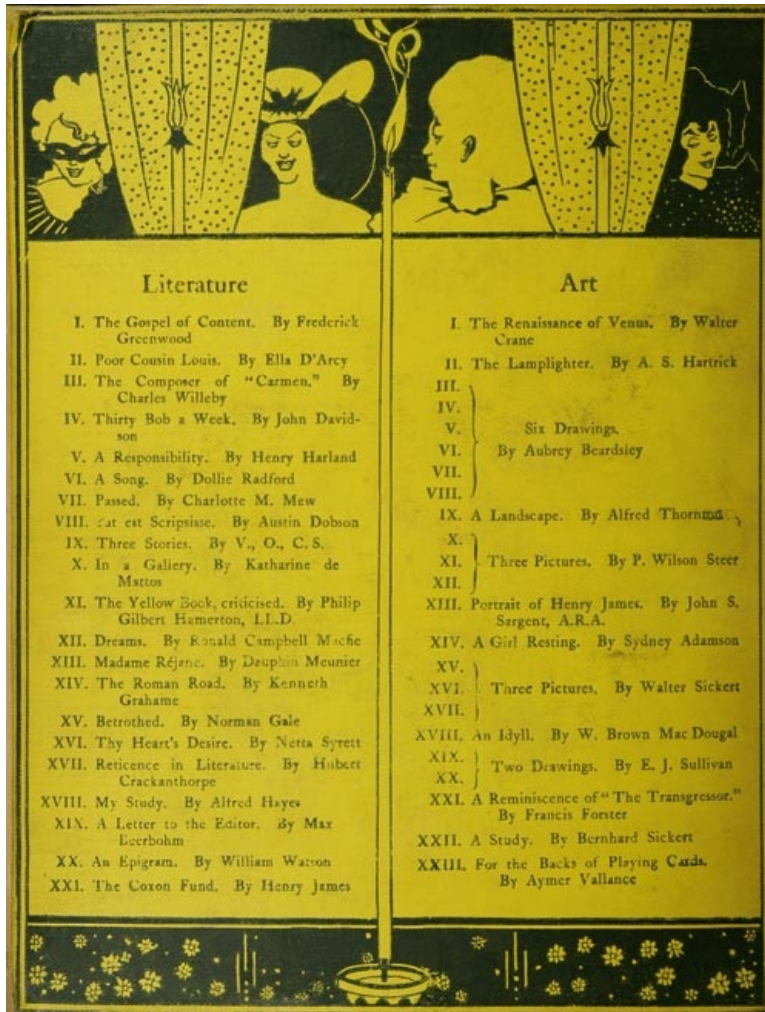 Literature
I. The Gospel of Content. By Frederick
Greenwood
II. Poor Cousin Louis. By Ella D'Arcy
III. The Composer of "Carmen." By
Charles Willeby
IV. Thirty Bob a Week. By John David-
son
V. A Responsibility. By Henry Harland
VI. A Song. By Dollie Radford
VII. Passed. By Charlotte M. Mew
VIII. Sat est Scripsisse. By Austin Dobson
IX. Three Stories. By V., O., C.S.
X. In a Gallery. By Katharine de
Mattos
XI. The Yellow Book, criticised. By Philip
Gilbert Hamerton, LL.D.
XII. Dreams. By Ronald Campbell Macfie
XIII. Madame Réjane. By Dauphin Meunier
XIV. The Roman Road. By Kenneth
Grahame
XV. Betrothed. By Norman Gale
XVI. Thy Heart's Desire. By Netta Syrett
XVII. Reticence in Literature. By Hubert
Crackanthorpe
XVIII. My Study. By Alfred Hayes
XIX. A Letter to the Editor. By Max
Beerbohm
XX. An Epigram. By William Watson
XXI. The Coxon Fund. By Henry James
Art
I. The Renaissance of Venus. By Walter
Crane
II. The Lamplighter. By A. S. Hartrick
III.
IV.
V. Six Drawings.
VI. By Aubrey Beardsley
VII.
VIII.
IX. A Landscape. By Alfred Thornton
X.
XI. Three Pictures. By P. Wilson Steer
XII.
XIII. Portrait of Henry James. By John S.
Sargent, A.R.A.
XIV. A Girl Resting. By Sydney Adamson
XV.
XVI. Three Pictures. By Walter Sickert
XVII.
XVIII. An Idyll. By W. Brown Mac Dougal
XIX.
XX. Two Drawings. By E. J. Sullivan
XXI. A Reminiscence of "The Transgressor."
By Francis Forster
XXII. A Study. By Bernhard Sickert
XXIII. For the Backs of Playing Cards.
By Aymer Vallance